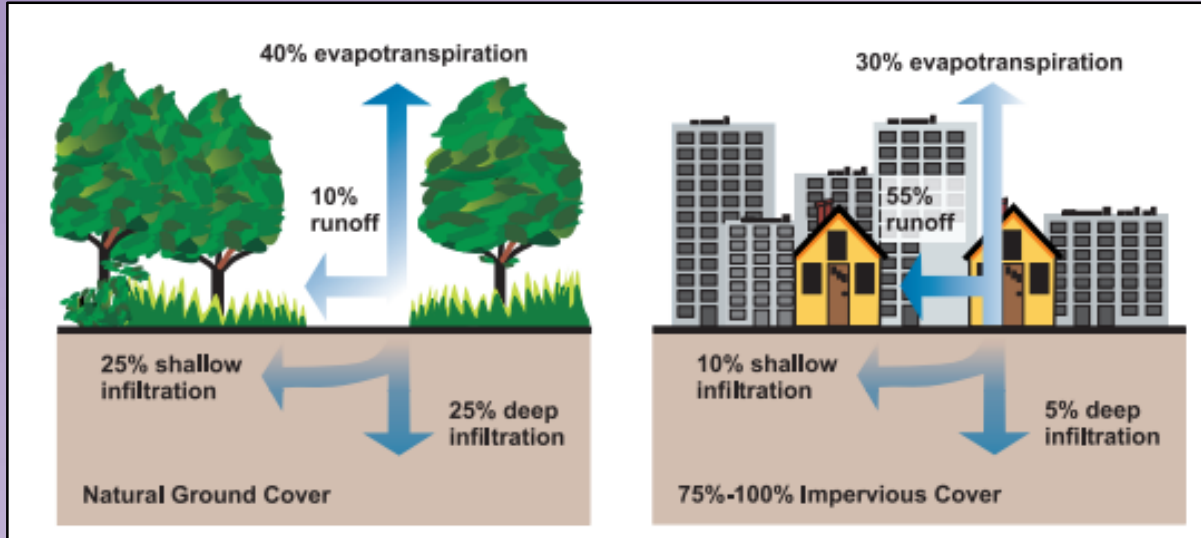 40% evapotranspiration
10%
runoff
25% shallow
infiltration
25% deep
infiltration
Natural Ground Cover
30% evapotranspiration
55%
runoff
10% shallow
infiltration
5% deep
infiltration
75%-100% Impervious Cover